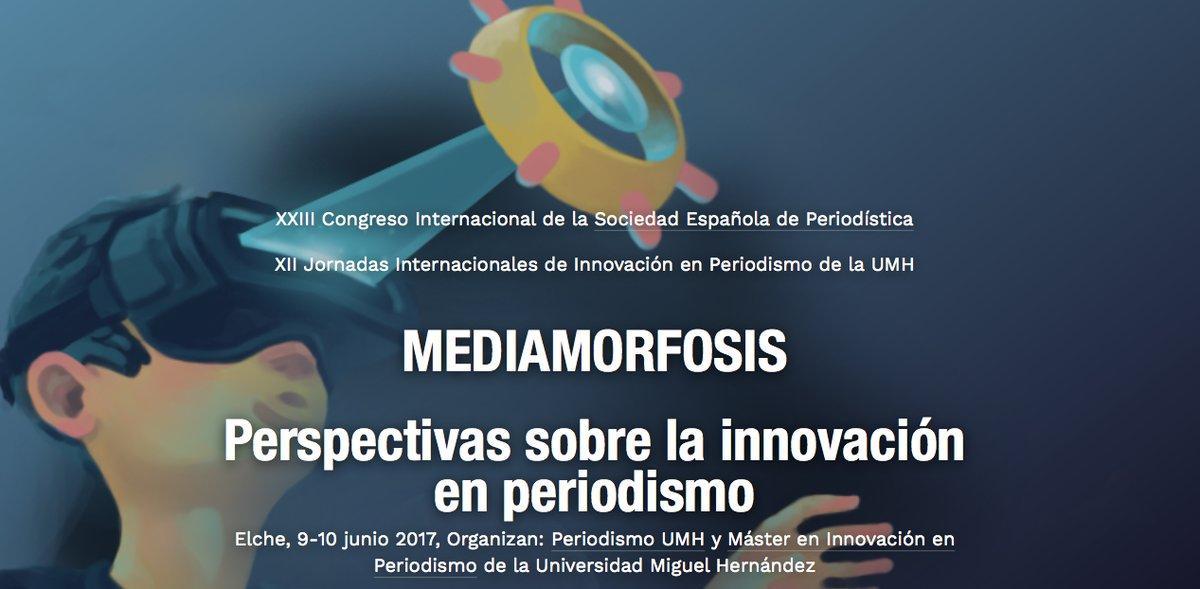 XXIII Congreso Internacional de la Sociedad Española de Periodística
XII Jornadas Internacionales de Innovación en Periodismo de la UMH
MEDIAMORFOSIS
Perspectivas sobre la innovación
en periodismo
Elche, 9-10 junio 2017, Organizan: Periodismo UMH y Máster en Innovación en
Periodismo de la Universidad Miguel Hernández